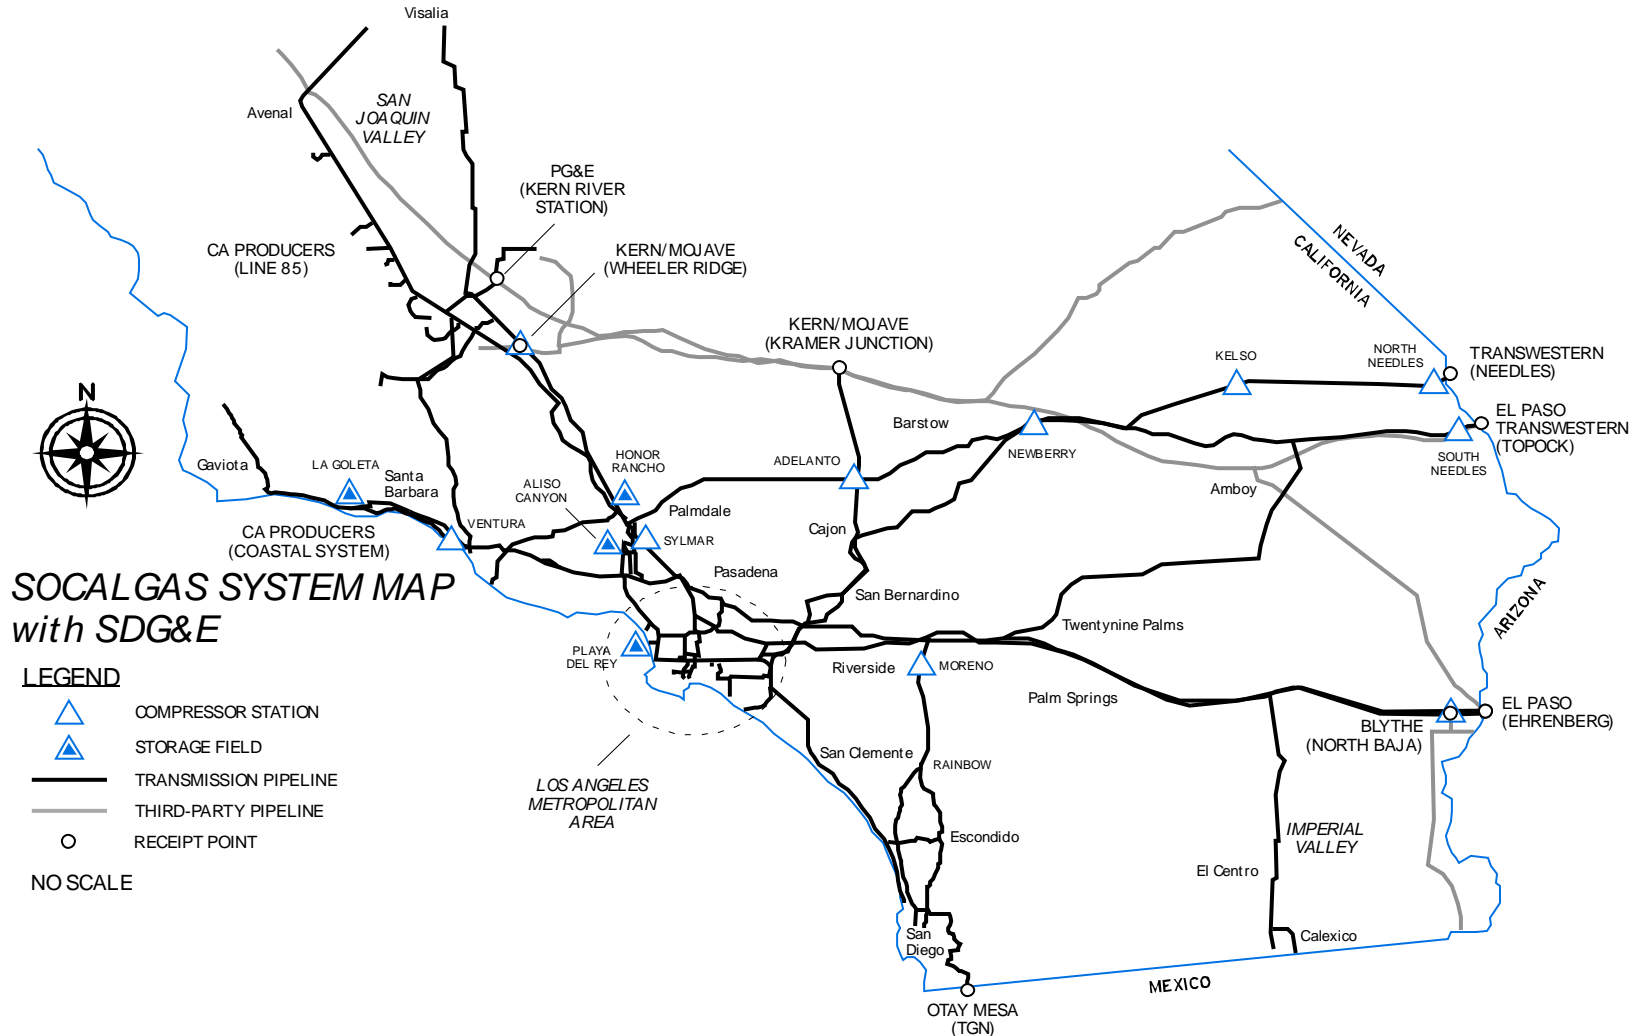 Visalia
Avenal
SAN
JOAQUIN
VALLEY
PG&E
(KERN RIVER
STATION)
CA PRODUCERS
(LINE 85)
KERN/MOJAVE
(WHEELER RIDGE)
NEVADA
CALIFORNIA
KERN/MOJAVE
(KRAMER JUNCTION)
KELSO
NORTH
NEEDLES
TRANSWESTERN
(NEEDLES)
N
EL PASO
TRANSWESTERN
(TOPOCK)
Barstow
NEWBERRY
SOUTH
NEEDLES
Gaviota
LA GOLETA
Santa
Barbara
HONOR
RANCHO
ALISO
CANYON
ADELANTO
Amboy
Palmdale
CA PRODUCERS
(COASTAL SYSTEM)
VENTURA
SYLMAR
Cajon
Pasadena
SOCALGAS SYSTEM MAP
with SDG&E
San Bernardino
Twentynine Palms
ARIZONA
PLAYA
DEL REY
Riverside
MORENO
Palm Springs
LEGEND
COMPRESSOR STATION
STORAGE FIELD
TRANSMISSION PIPELINE
THIRD-PARTY PIPELINE
RECEIPT POINT
NO SCALE
EL PASO
(EHRENBERG)
BLYTHE
(NORTH BAJA)
San Clemente
RAINBOW
LOS ANGELES
METROPOLITAN
AREA
Escondido
IMPERIAL
VALLEY
El Centro
San
Diego
Calexico
MEXICO
OTAY MESA
(TGN)